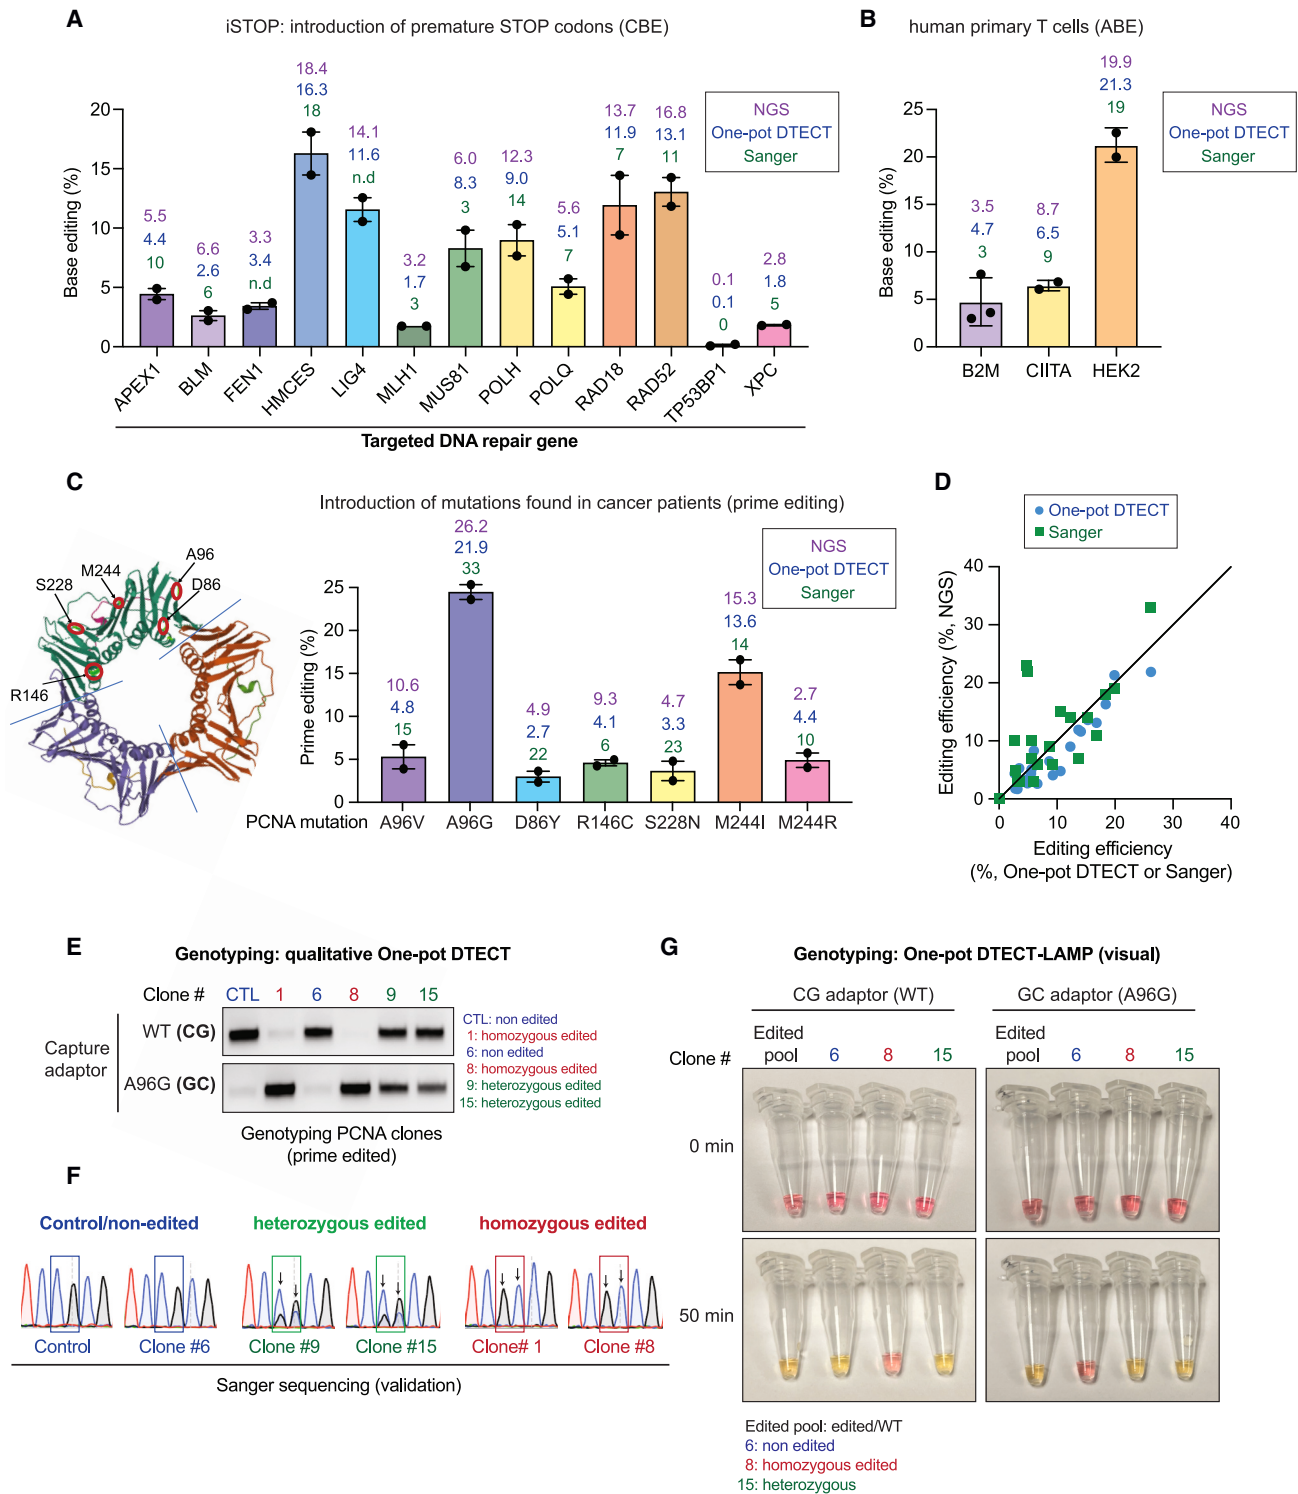 A
iSTOP: introduction of premature STOP codons (CBE)
Base editing (%)
20
15
10
5
0
5.5
4.4
10
6.6
2.6
6
3.3
3.4
n.d
18.4
16.3
18
14.1
11.6
n.d
3.2
1.7
3
6.0
8.3
3
12.3
9.0
14
5.6
5.1
7
13.7
11.9
7
16.8
13.1
11
0.1
0.1
0
2.8
1.8
5
NGS
One-pot DTECT
Sanger
APEX1
BLM
FEN1
HMCES
LIG4
MLH1
MUS81
POLH
POLQ
RAD18
RAD52
TP53BP1
XPC
Targeted DNA repair gene
B
human primary T cells (ABE)
Base editing (%)
25
20
15
10
5
0
3.5
4.7
3
8.7
6.5
9
19.9
21.3
19
NGS
One-pot DTECT
Sanger
B2M
CIITA
HEK2
C
Introduction of mutations found in cancer patients (prime editing)
A96
M244
D86
S228
R146
Prime editing (%)
25
20
15
10
5
0
10.6
4.8
15
26.2
21.9
33
4.9
2.7
22
9.3
4.1
6
4.7
3.3
23
15.3
13.6
14
2.7
4.4
10
NGS
One-pot DTECT
Sanger
PCNA mutation
A96V
A96G
D86Y
R146C
S228N
M244I
M244R
D
One-pot DTECT
Sanger
Editing efficiency (%, NGS)
40
30
20
10
0
0
10
20
30
40
Editing efficiency
(%, One-pot DTECT or Sanger)
E
Genotyping: qualitative One-pot DTECT
Clone #
CTL
1
6
8
9
15
Capture
adaptor
WT (CG)
A96G (GC)
CTL: non edited
1: homozygous edited
6: non edited
8: homozygous edited
9: heterozygous edited
15: heterozygous edited
Genotyping PCNA clones
(prime edited)
F
Control/non-edited
heterozygous edited
homozygous edited
Control
Clone #6
Clone #9
Clone #15
Clone# 1
Clone #8
Sanger sequencing (validation)
G
Genotyping: One-pot DTECT-LAMP (visual)
CG adaptor (WT)
GC adaptor (A96G)
Clone #
Edited
pool
6
8
15
Edited
pool
6
8
15
0 min
50 min
Edited pool: edited/WT
6: non edited
8: homozygous edited
15: heterozygous